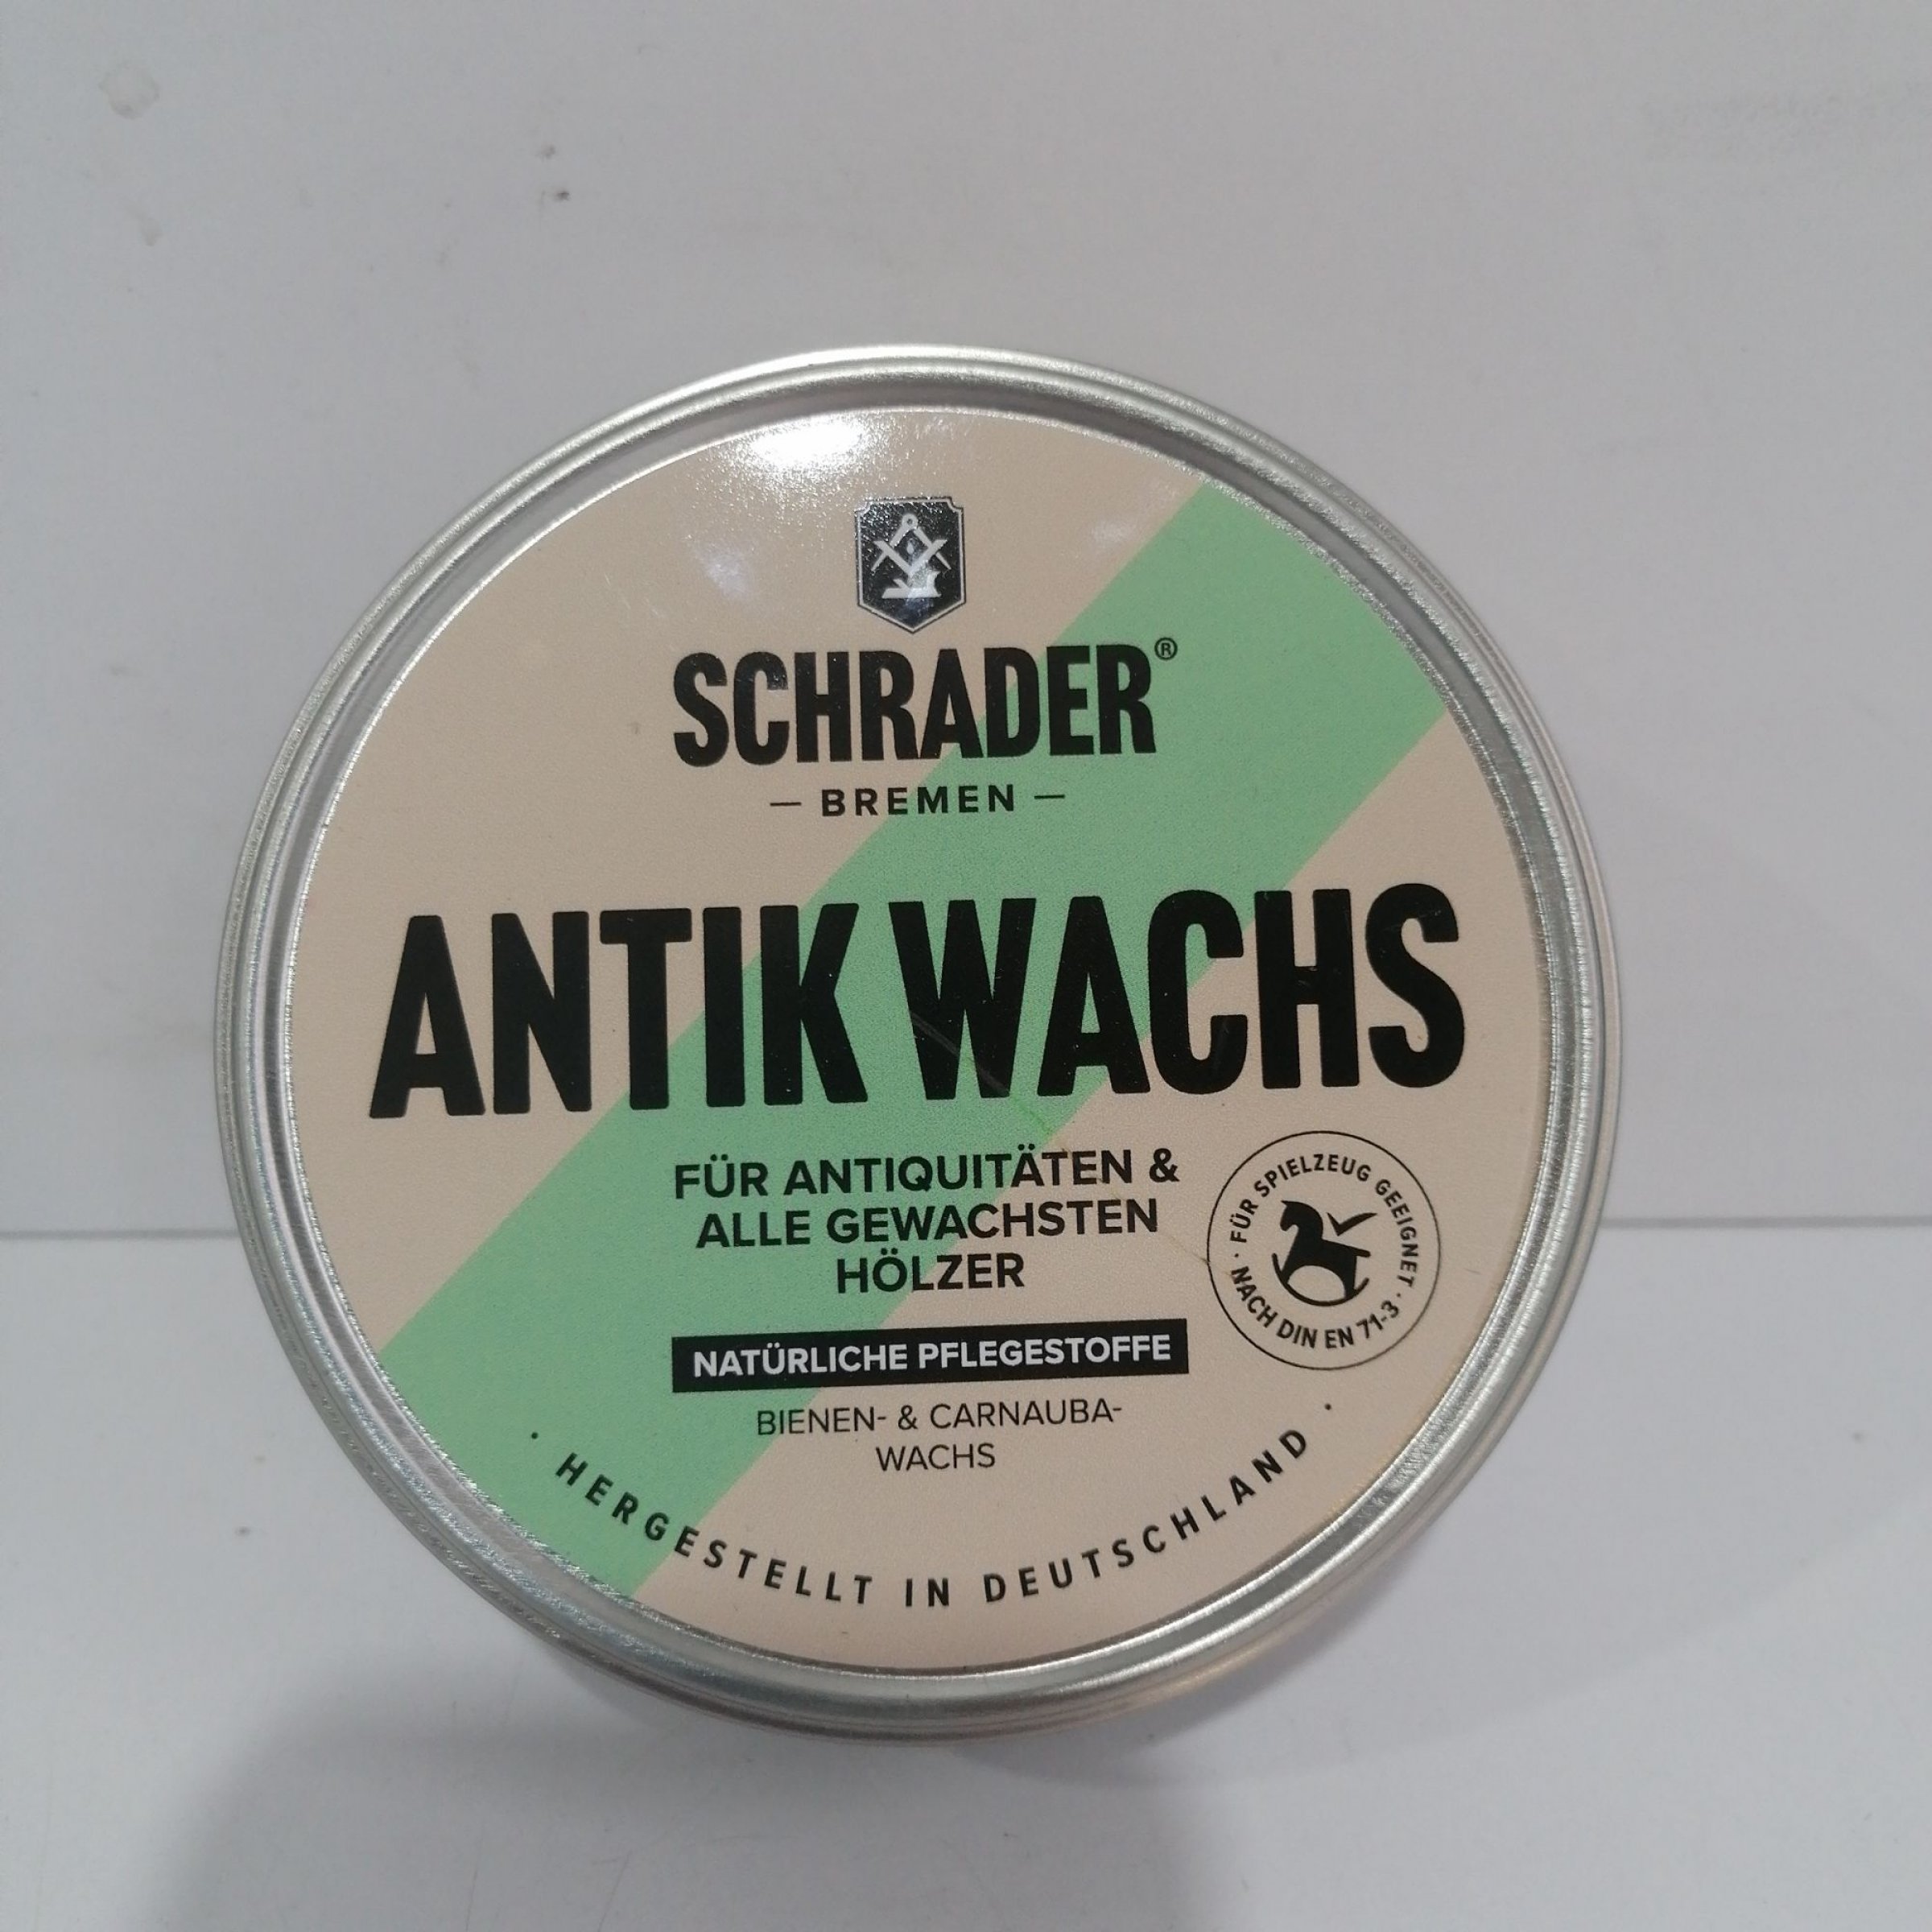 SCHRADER®
— BREMEN —
ANTIK WACHS
FÜR ANTIQUITÄTEN &
ALLE GEWACHSTEN
HÖLZER
· FÜR SPIELZEUG GEEIGNET ·
NACH DIN EN 71-3
NATÜRLICHE PFLEGESTOFFE
BIENEN- & CARNAUBA-
WACHS
· HERGESTELLT IN DEUTSCHLAND ·